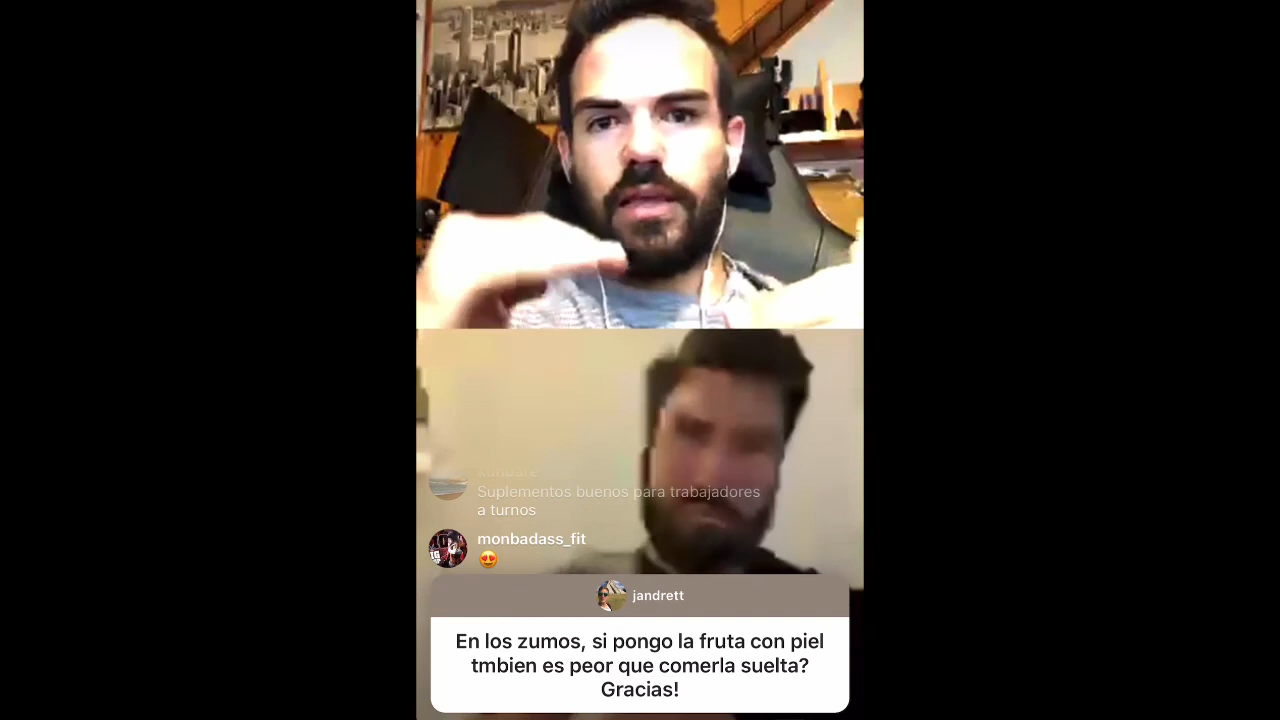 Suplementos buenos para trabajadores
a turnos
monbadass_fit
jandrett
En los zumos, si pongo la fruta con piel
tmbien es peor que comerla suelta?
Gracias!